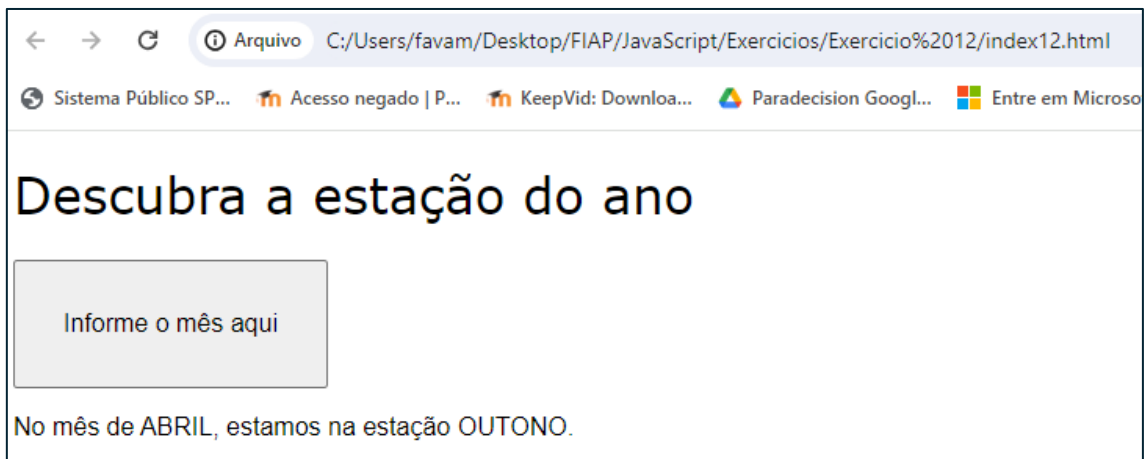 Arquivo C:/Users/favam/Desktop/FIAP/JavaScript/Exercicios/Exercicio%2012/index12.html
Sistema Público SP... Acesso negado | P... KeepVid: Downloa... Paradecision Googl... Entre em Microso
Descubra a estação do ano
Informe o mês aqui
No mês de ABRIL, estamos na estação OUTONO.